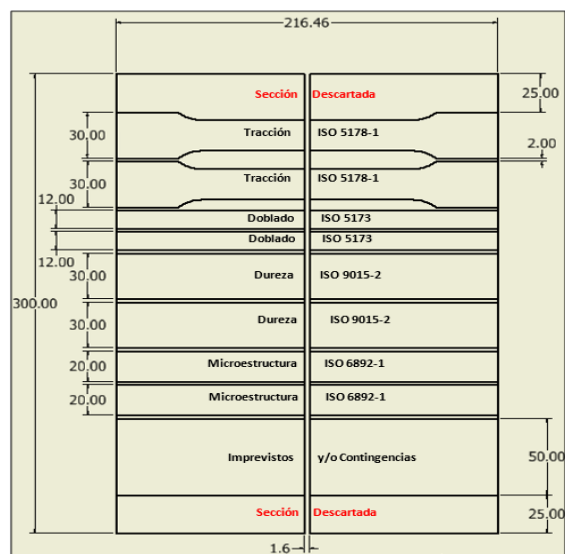 216.46
Sección Descartada 25.00
30.00 Tracción ISO 5178-1 2.00
30.00 Tracción ISO 5178-1
12.00 Doblado ISO 5173
Doblado ISO 5173
12.00
30.00 Dureza ISO 9015-2
300.00
30.00 Dureza ISO 9015-2
20.00 Microestructura ISO 6892-1
20.00 Microestructura ISO 6892-1
Imprevistos y/o Contingencias 50.00
Sección Descartada 25.00
1.6